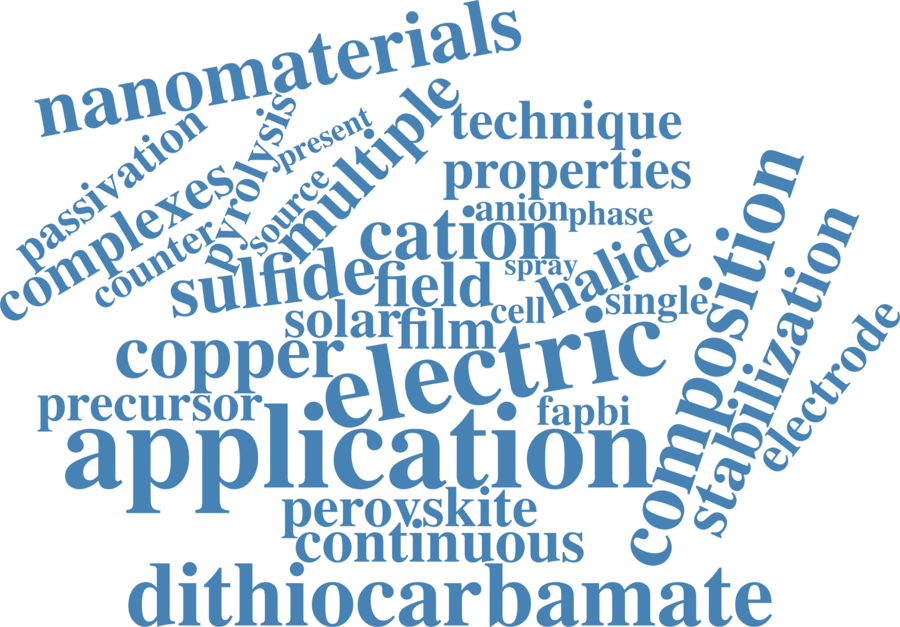 nanomaterials
passivation
pyrolysis
present
multiple
technique
complexes
source
properties
counter
anion
phase
cation
composition
sulfide
field
spray
halide
stabilization
solar
film
cell
single
copper
electric
electrode
precursor
fapbi
application
perovskite
continuous
dithiocarbamate